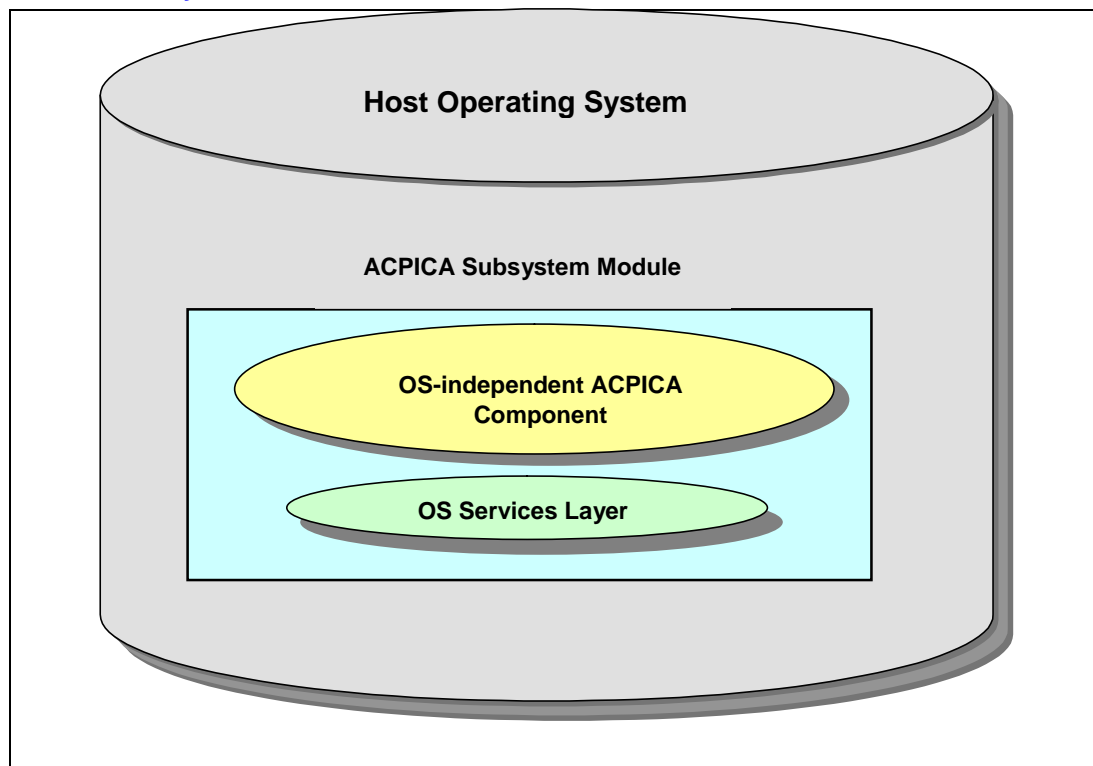 Host Operating System
ACPICA Subsystem Module
OS-independent ACPICA
Component
OS Services Layer